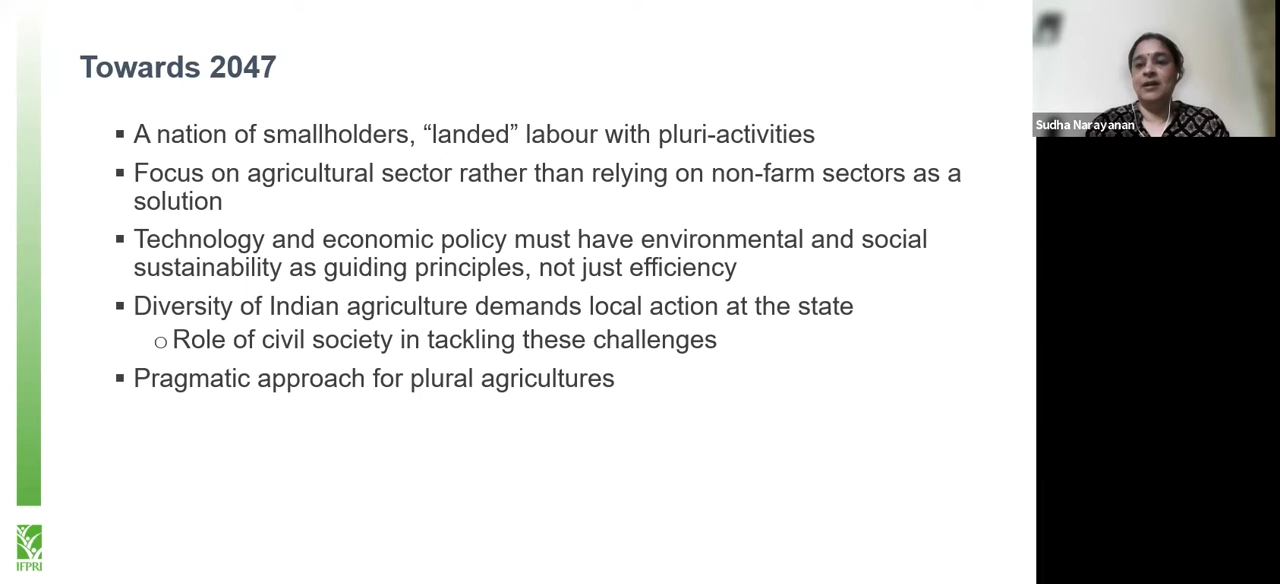 Towards 2047
▪ A nation of smallholders, “landed” labour with pluri-activities
▪ Focus on agricultural sector rather than relying on non-farm sectors as a
solution
▪ Technology and economic policy must have environmental and social
sustainability as guiding principles, not just efficiency
▪ Diversity of Indian agriculture demands local action at the state
○ Role of civil society in tackling these challenges
▪ Pragmatic approach for plural agricultures
IFPRI
Sudha Narayanan